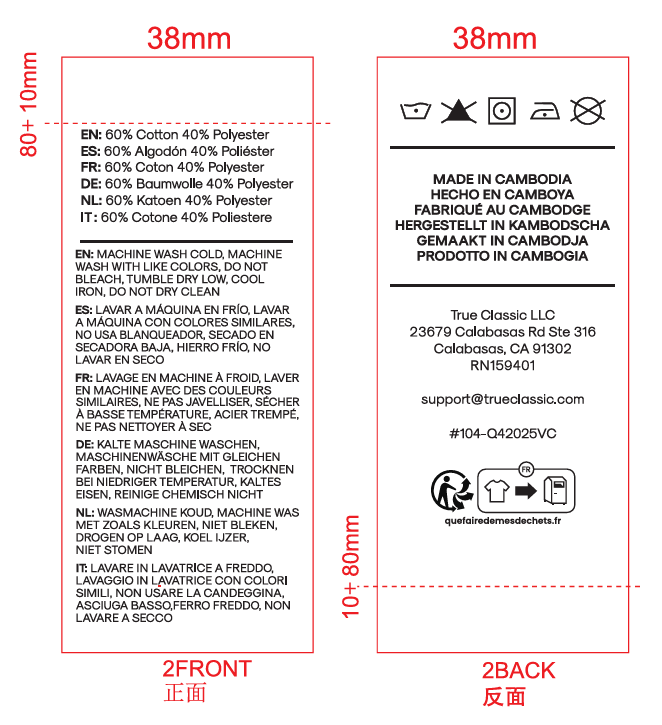 38mm
80+ 10mm
EN: 60% Cotton 40% Polyester
ES: 60% Algodón 40% Poliéster
FR: 60% Coton 40% Polyester
DE: 60% Baumwolle 40% Polyester
NL: 60% Katoen 40% Polyester
IT: 60% Cotone 40% Poliestere
EN: MACHINE WASH COLD, MACHINE
WASH WITH LIKE COLORS, DO NOT
BLEACH, TUMBLE DRY LOW, COOL
IRON, DO NOT DRY CLEAN
ES: LAVAR A MÁQUINA EN FRÍO, LAVAR
A MÁQUINA CON COLORES SIMILARES,
NO USA BLANQUEADOR, SECADO EN
SECADORA BAJA, HIERRO FRÍO, NO
LAVAR EN SECO
FR: LAVAGE EN MACHINE À FROID, LAVER
EN MACHINE AVEC DES COULEURS
SIMILAIRES, NE PAS JAVELLISER, SÉCHER
À BASSE TEMPÉRATURE, ACIER TREMPÉ,
NE PAS NETTOYER À SEC
DE: KALTE MASCHINE WASCHEN,
MASCHINENWÄSCHE MIT GLEICHEN
FARBEN, NICHT BLEICHEN, TROCKNEN
BEI NIEDRIGER TEMPERATUR, KALTES
EISEN, REINIGE CHEMISCH NICHT
NL: WASMACHINE KOUD, MACHINE WAS
MET ZOALS KLEUREN, NIET BLEKEN,
DROGEN OP LAAG, KOEL IJZER,
NIET STOMEN
IT: LAVARE IN LAVATRICE A FREDDO,
LAVAGGIO IN LAVATRICE CON COLORI
SIMILI, NON USARE LA CANDEGGINA,
ASCIUGA BASSO,FERRO FREDDO, NON
LAVARE A SECCO
2FRONT
正面
38mm
MADE IN CAMBODIA
HECHO EN CAMBOYA
FABRIQUÉ AU CAMBODGE
HERGESTELLT IN KAMBODSCHA
GEMAAKT IN CAMBODJA
PRODOTTO IN CAMBOGIA
True Classic LLC
23679 Calabasas Rd Ste 316
Calabasas, CA 91302
RN159401
support@trueclassic.com
#104-Q42025VC
FR
quefairedemesdechets.fr
10+ 80mm
2BACK
反面